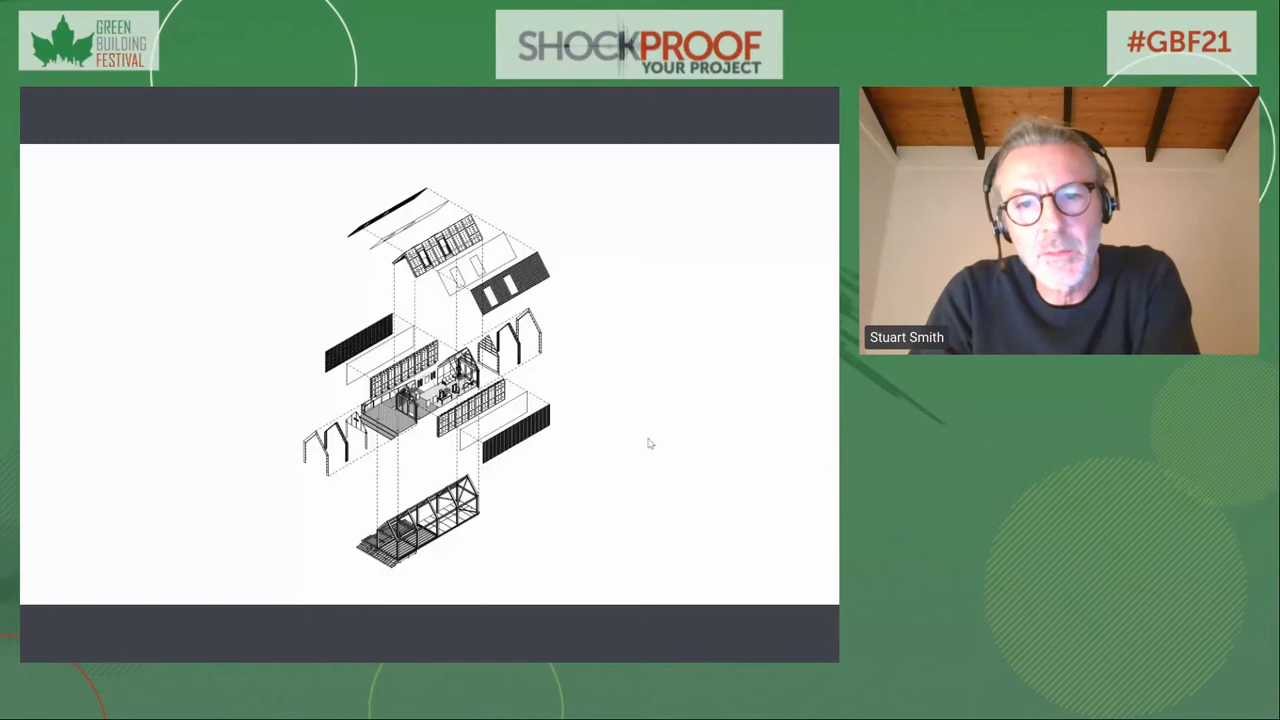 GREEN
BUILDING
FESTIVAL
SHOCKPROOF
YOUR PROJECT
#GBF21
Stuart Smith